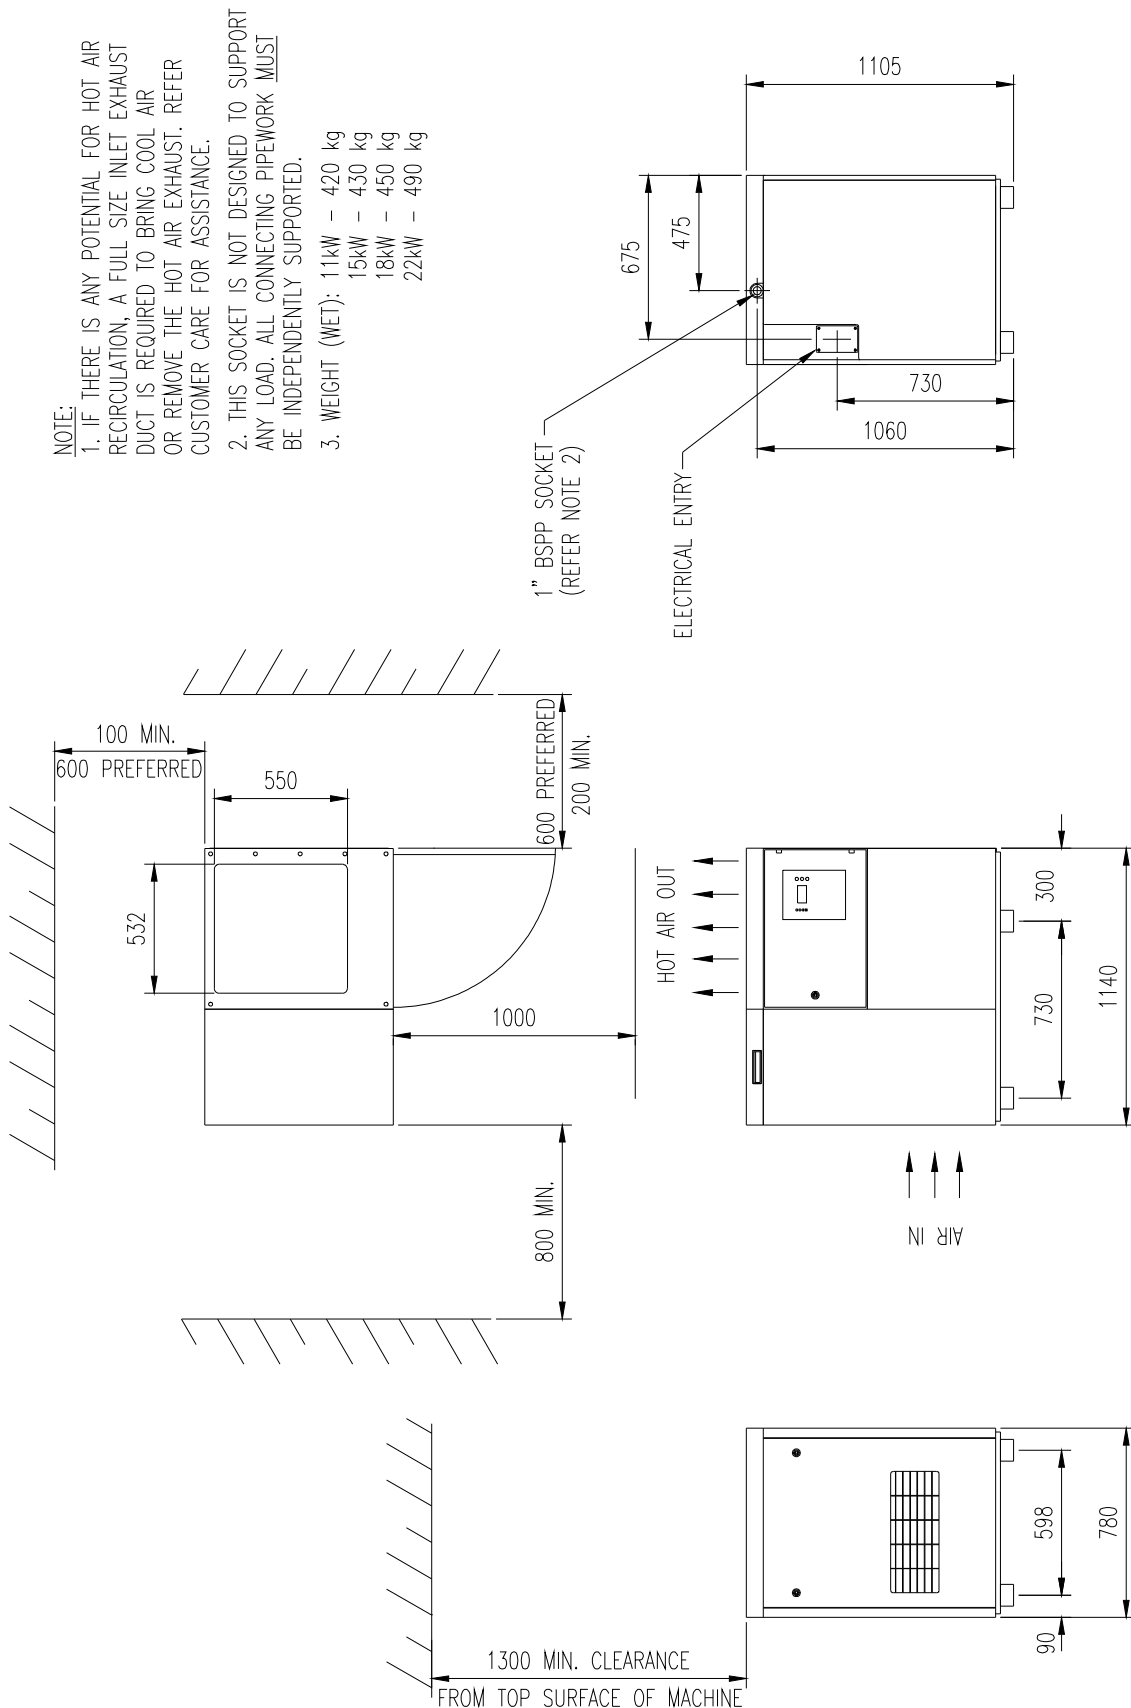 NOTE:
1. IF THERE IS ANY POTENTIAL FOR HOT AIR
RECIRCULATION, A FULL SIZE INLET EXHAUST
DUCT IS REQUIRED TO BRING COOL AIR
OR REMOVE THE HOT AIR EXHAUST. REFER
CUSTOMER CARE FOR ASSISTANCE.
2. THIS SOCKET IS NOT DESIGNED TO SUPPORT
ANY LOAD. ALL CONNECTING PIPEWORK MUST
BE INDEPENDENTLY SUPPORTED.
3. WEIGHT (WET): 11kW - 420 kg
15kW - 430 kg
18kW - 450 kg
22kW - 490 kg
1105
675
475
730
1060
1" BSPP SOCKET
(REFER NOTE 2)
ELECTRICAL ENTRY
100 MIN.
600 PREFERRED
550
532
600 PREFERRED
200 MIN.
1000
800 MIN.
HOT AIR OUT
300
730
1140
AIR IN
1300 MIN. CLEARANCE
FROM TOP SURFACE OF MACHINE
598
780
90